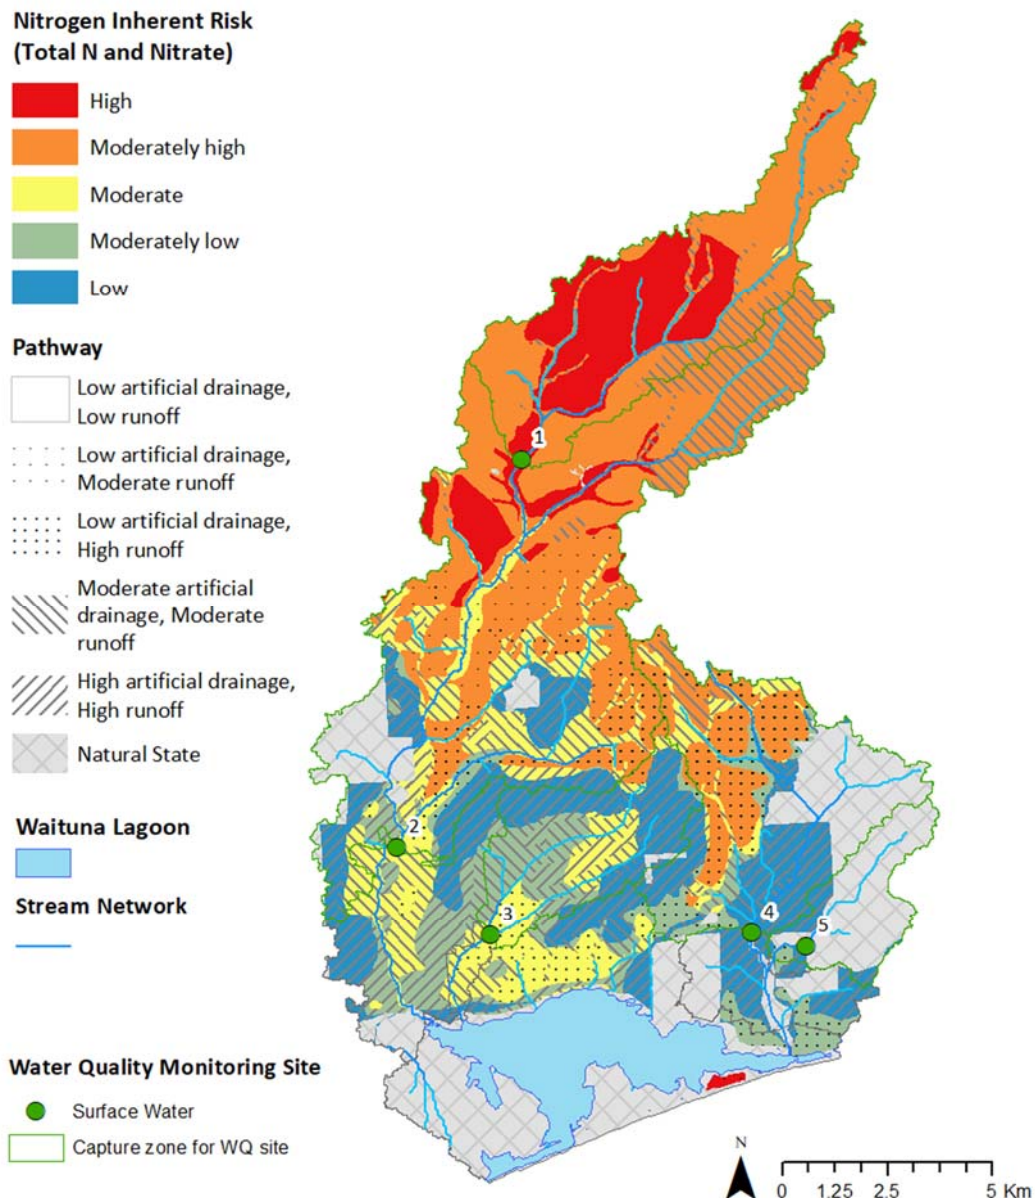 Nitrogen Inherent Risk
(Total N and Nitrate)
High
Moderately high
Moderate
Moderately low
Low
Pathway
Low artificial drainage,
Low runoff
Low artificial drainage,
Moderate runoff
Low artificial drainage,
High runoff
Moderate artificial
drainage, Moderate
runoff
High artificial drainage,
High runoff
Natural State
Waituna Lagoon
Stream Network
Water Quality Monitoring Site
Surface Water
Capture zone for WQ site
1
2
3
4
5
N
0 1.25 2.5 5 Km